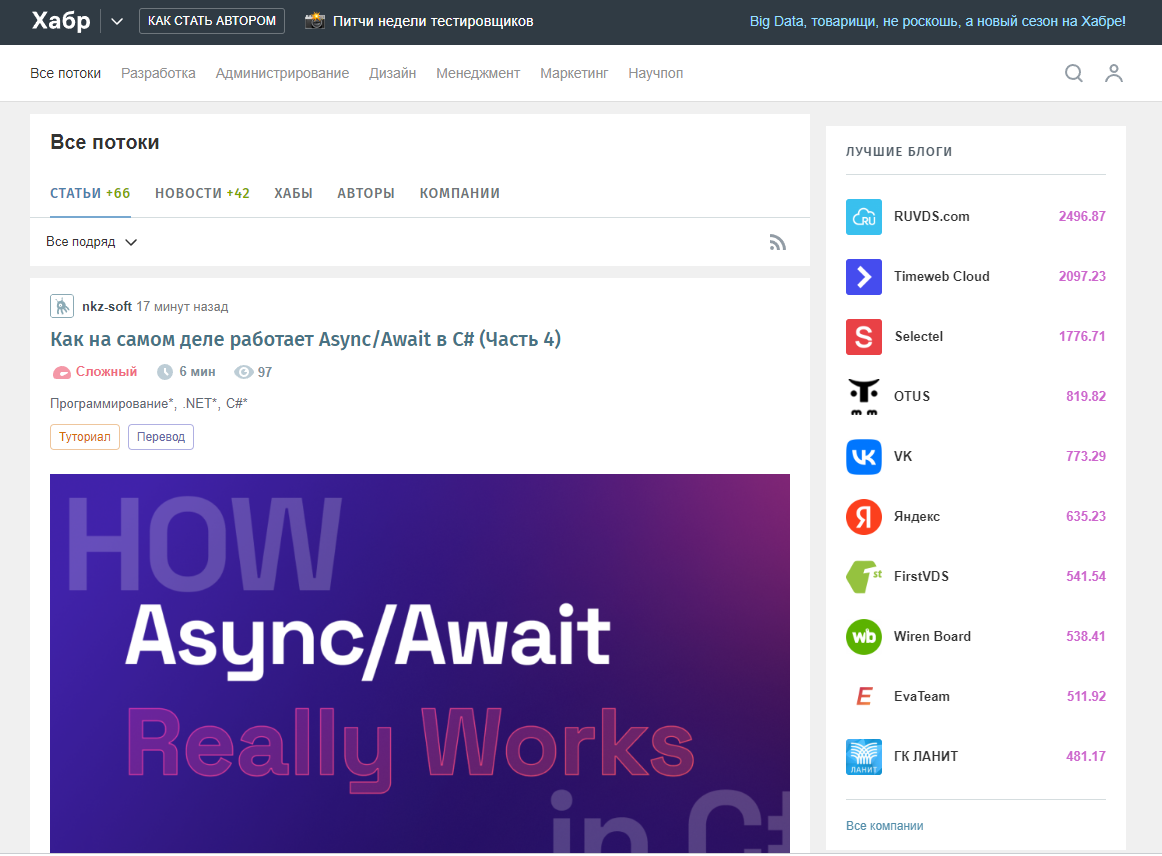 Хабр КАК СТАТЬ АВТОРОМ Питчи недели тестировщиков Big Data, товарищи, не роскошь, а новый сезон на Хабре!
Все потоки Разработка Администрирование Дизайн Менеджмент Маркетинг Научпоп
Все потоки
СТАТЬИ +66 НОВОСТИ +42 ХАБЫ АВТОРЫ КОМПАНИИ
Все подряд
nkz-soft 17 минут назад
Как на самом деле работает Async/Await в C# (Часть 4)
Сложный 6 мин 97
Программирование*, .NET*, C#*
Туториал Перевод
HOW
Async/Await
Really Works
in C#
ЛУЧШИЕ БЛОГИ
RU RUVDS.com 2496.87
Timeweb Cloud 2097.23
S Selectel 1776.71
OTUS 819.82
VK 773.29
Я Яндекс 635.23
1st FirstVDS 541.54
wb Wiren Board 538.41
E EvaTeam 511.92
ЛАНИТ ГК ЛАНИТ 481.17
Все компании